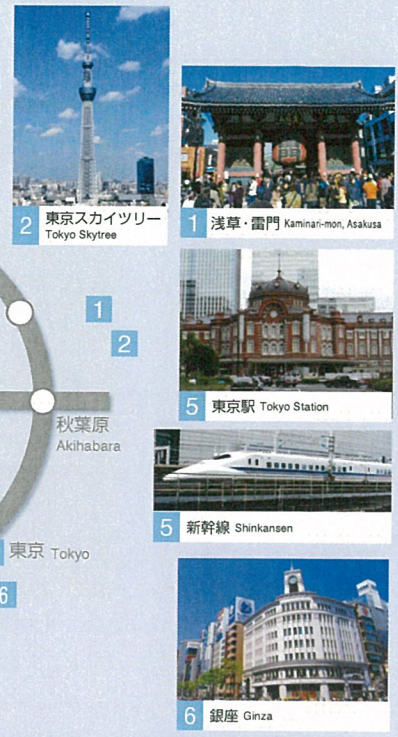 2 東京スカイツリー
Tokyo Skytree
1 浅草・雷門 Kaminari-mon, Asakusa
1
2
5 東京駅 Tokyo Station
秋葉原
Akihabara
5 新幹線 Shinkansen
東京 Tokyo
6
6 銀座 Ginza